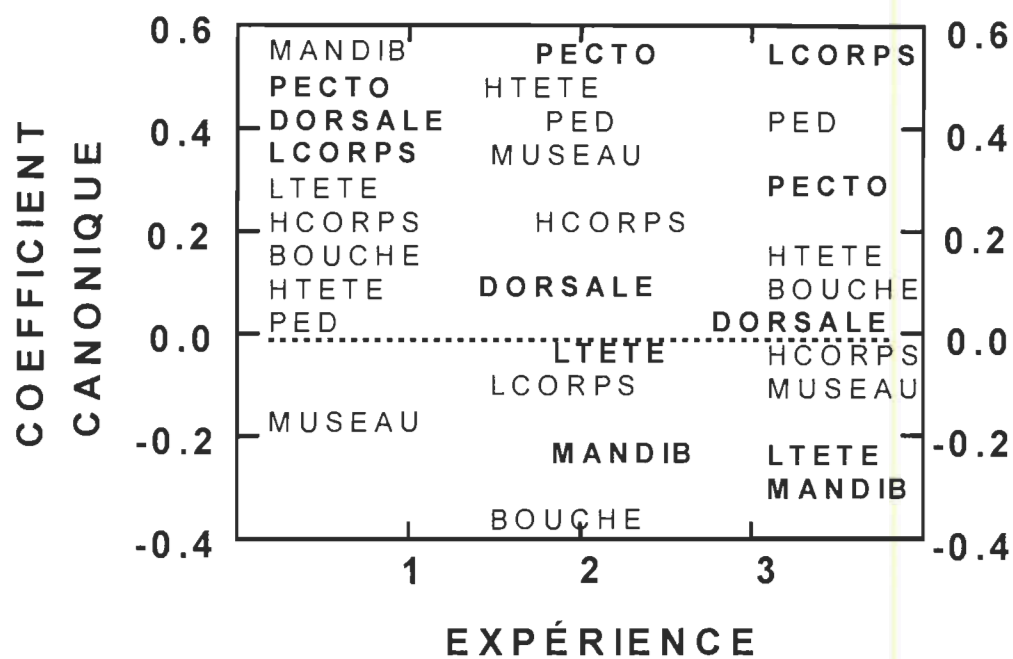 COEFFICIENT
CANONIQUE
0.6
0.4
0.2
0.0
-0.2
-0.4
MANDIB
PECTO
DORSALE
LCORPS
LTETE
HCORPS
BOUCHE
HTETE
PED
MUSEAU
PECTO
HTETE
PED
MUSEAU
HCORPS
DORSALE
LTETE
LCORPS
MANDIB
BOUCHE
LCORPS
PED
PECTO
HTETE
BOUCHE
DORSALE
HCORPS
MUSEAU
LTETE
MANDIB
0.6
0.4
0.2
0.0
-0.2
-0.4
1 2 3
EXPÉRIENCE